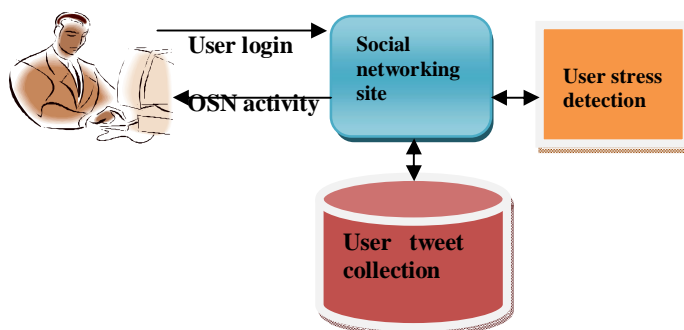 User login
OSN activity
Social
networking
site
User stress
detection
User tweet
collection